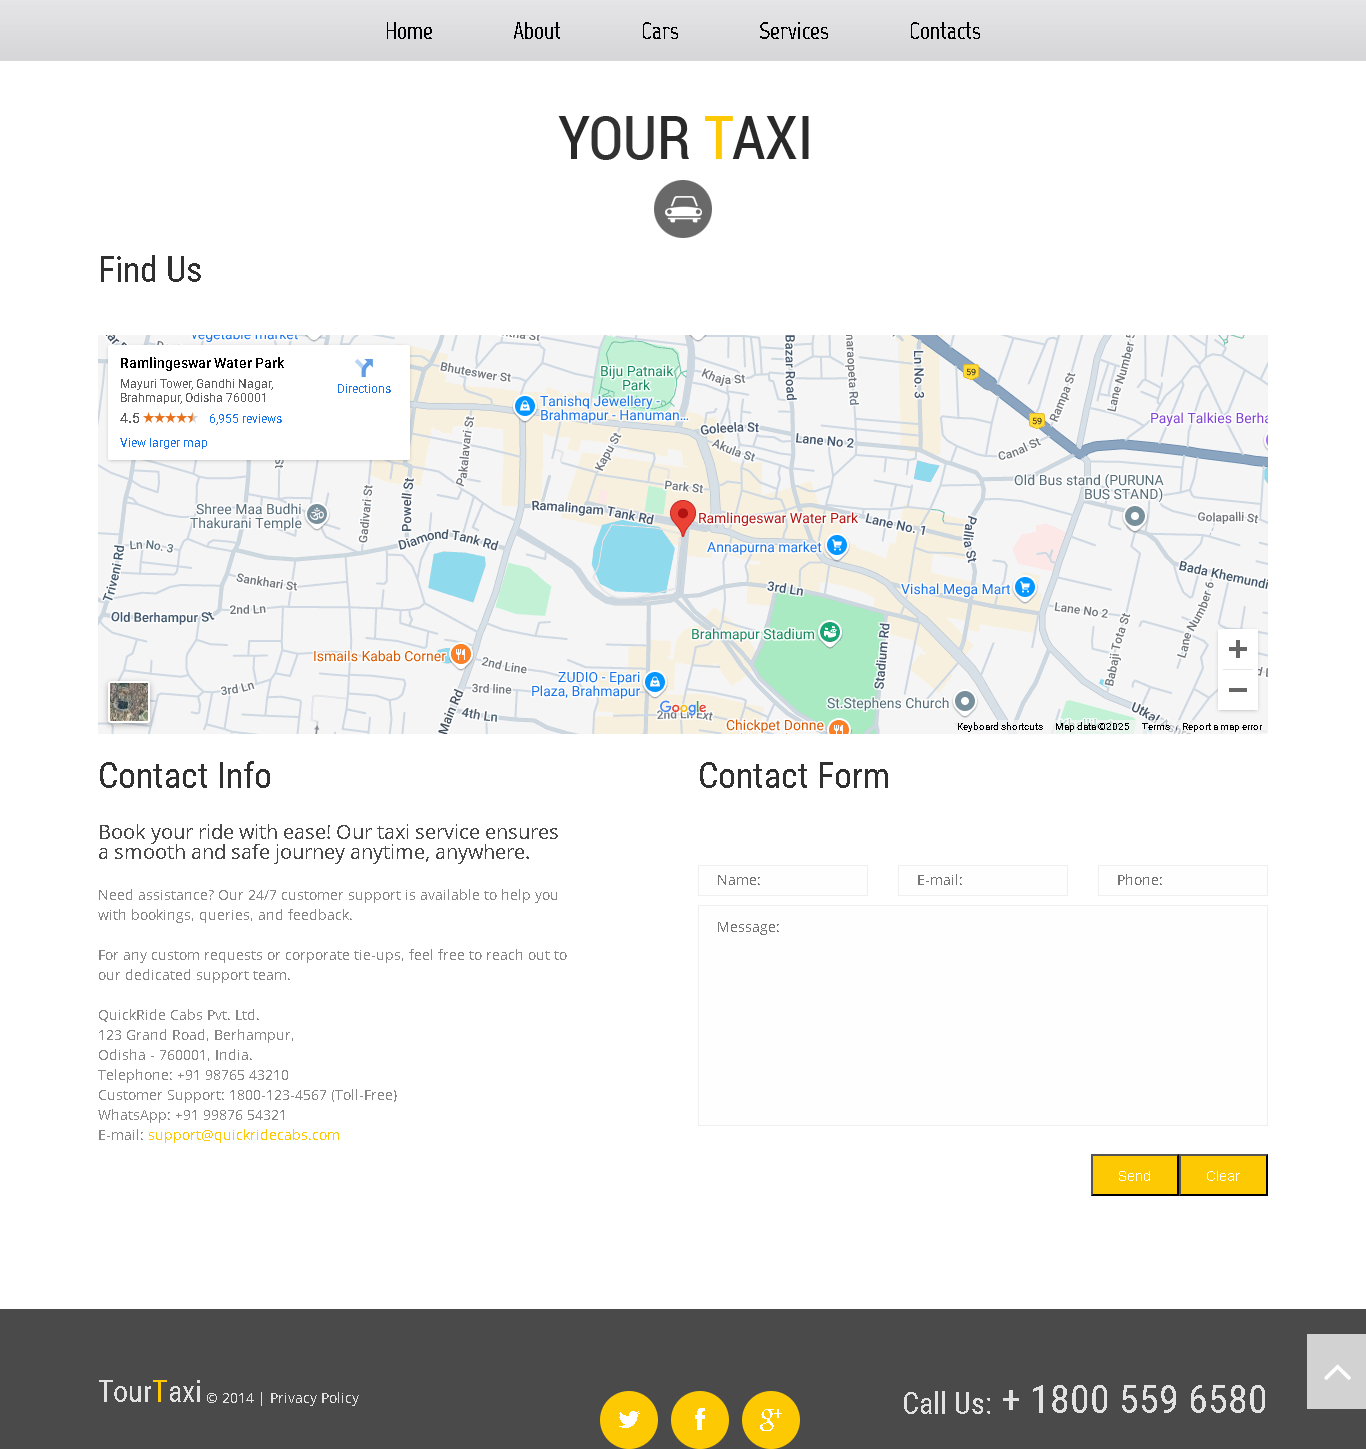 Home
About
Cars
Services
Contacts
YOUR TAXI
Find Us
Vegetable market
Ramlingeswar Water Park
Mayuri Tower, Gandhi Nagar,
Brahmapur, Odisha 760001
4.5
6,955 reviews
View larger map
Directions
Bhuteswer St
Biju Patnaik
Park
Khaja St
Bazar Road
Ln No. 3
59
59
Rampa St
Lane Number 5
Tanishq Jewellery -
Brahmapur - Hanuman...
Goleela St
Lane No 2
Akula St
Canal St
Payal Talkies Berha
Pakalavari St
Kapu St
Park St
Old Bus stand (PURUNA
BUS STAND)
Shree Maa Budhi
Thakurani Temple
Gadivari St
Powell St
Ramalingam Tank Rd
Ramlingeswar Water Park
Lane No. 1
Golapalli St
Diamond Tank Rd
Annapurna market
Pallia St
Ln No. 3
Triveni Rd
Sankhari St
3rd Ln
Vishal Mega Mart
Bada Khemundi
Old Berhampur St
2nd Ln
Lane No 2
Lane Number 6
Brahmapur Stadium
Stadium Rd
Babaji Tota St
Ismails Kabab Corner
2nd Line
ZUDIO - Epari
Plaza, Brahmapur
3rd Ln
3rd line
4th Ln
Main Rd
Google
2nd Ln Ext
Chickpet Donne
St.Stephens Church
Utkal
Keyboard shortcuts
Map data ©2025
Terms
Report a map error
Contact Info
Book your ride with ease! Our taxi service ensures
a smooth and safe journey anytime, anywhere.
Need assistance? Our 24/7 customer support is available to help you
with bookings, queries, and feedback.
For any custom requests or corporate tie-ups, feel free to reach out to
our dedicated support team.
QuickRide Cabs Pvt. Ltd.
123 Grand Road, Berhampur,
Odisha - 760001, India.
Telephone: +91 98765 43210
Customer Support: 1800-123-4567 (Toll-Free)
WhatsApp: +91 99876 54321
E-mail: support@quickridecabs.com
Contact Form
Name:
E-mail:
Phone:
Message:
Send
Clear
TourTaxi © 2014 | Privacy Policy
Call Us: + 1800 559 6580